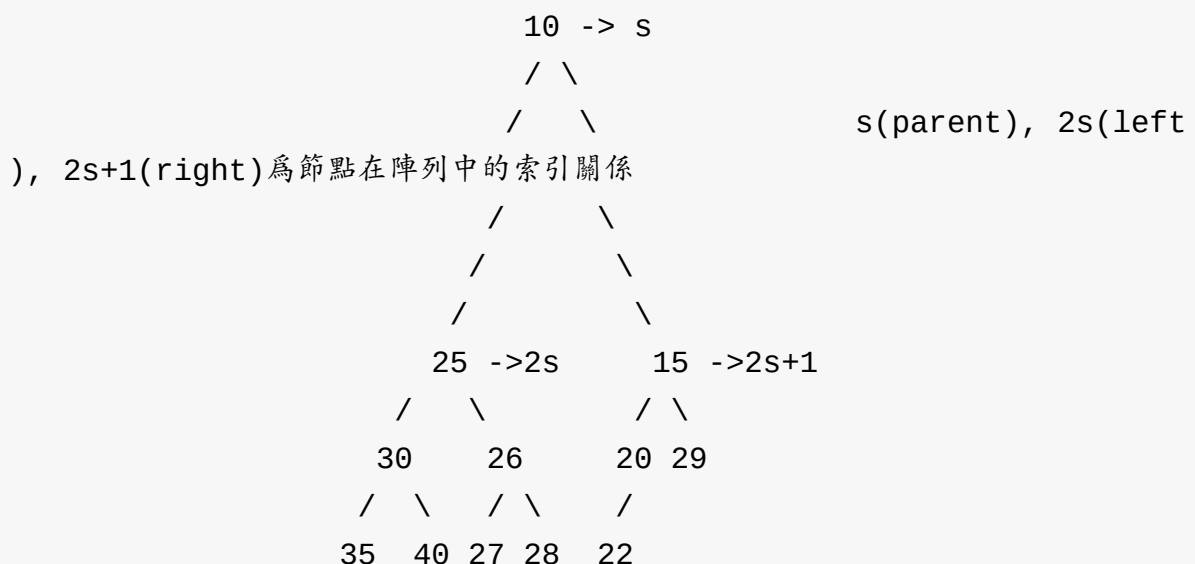 10 -> s
/ \
/ \ s(parent), 2s(left
), 2s+1(right)爲節點在陣列中的索引關係
/ \
/ \
/ \
25 ->2s 15 ->2s+1
/ \ / \
30 26 20 29
/ \ / \ /
35 40 27 28 22